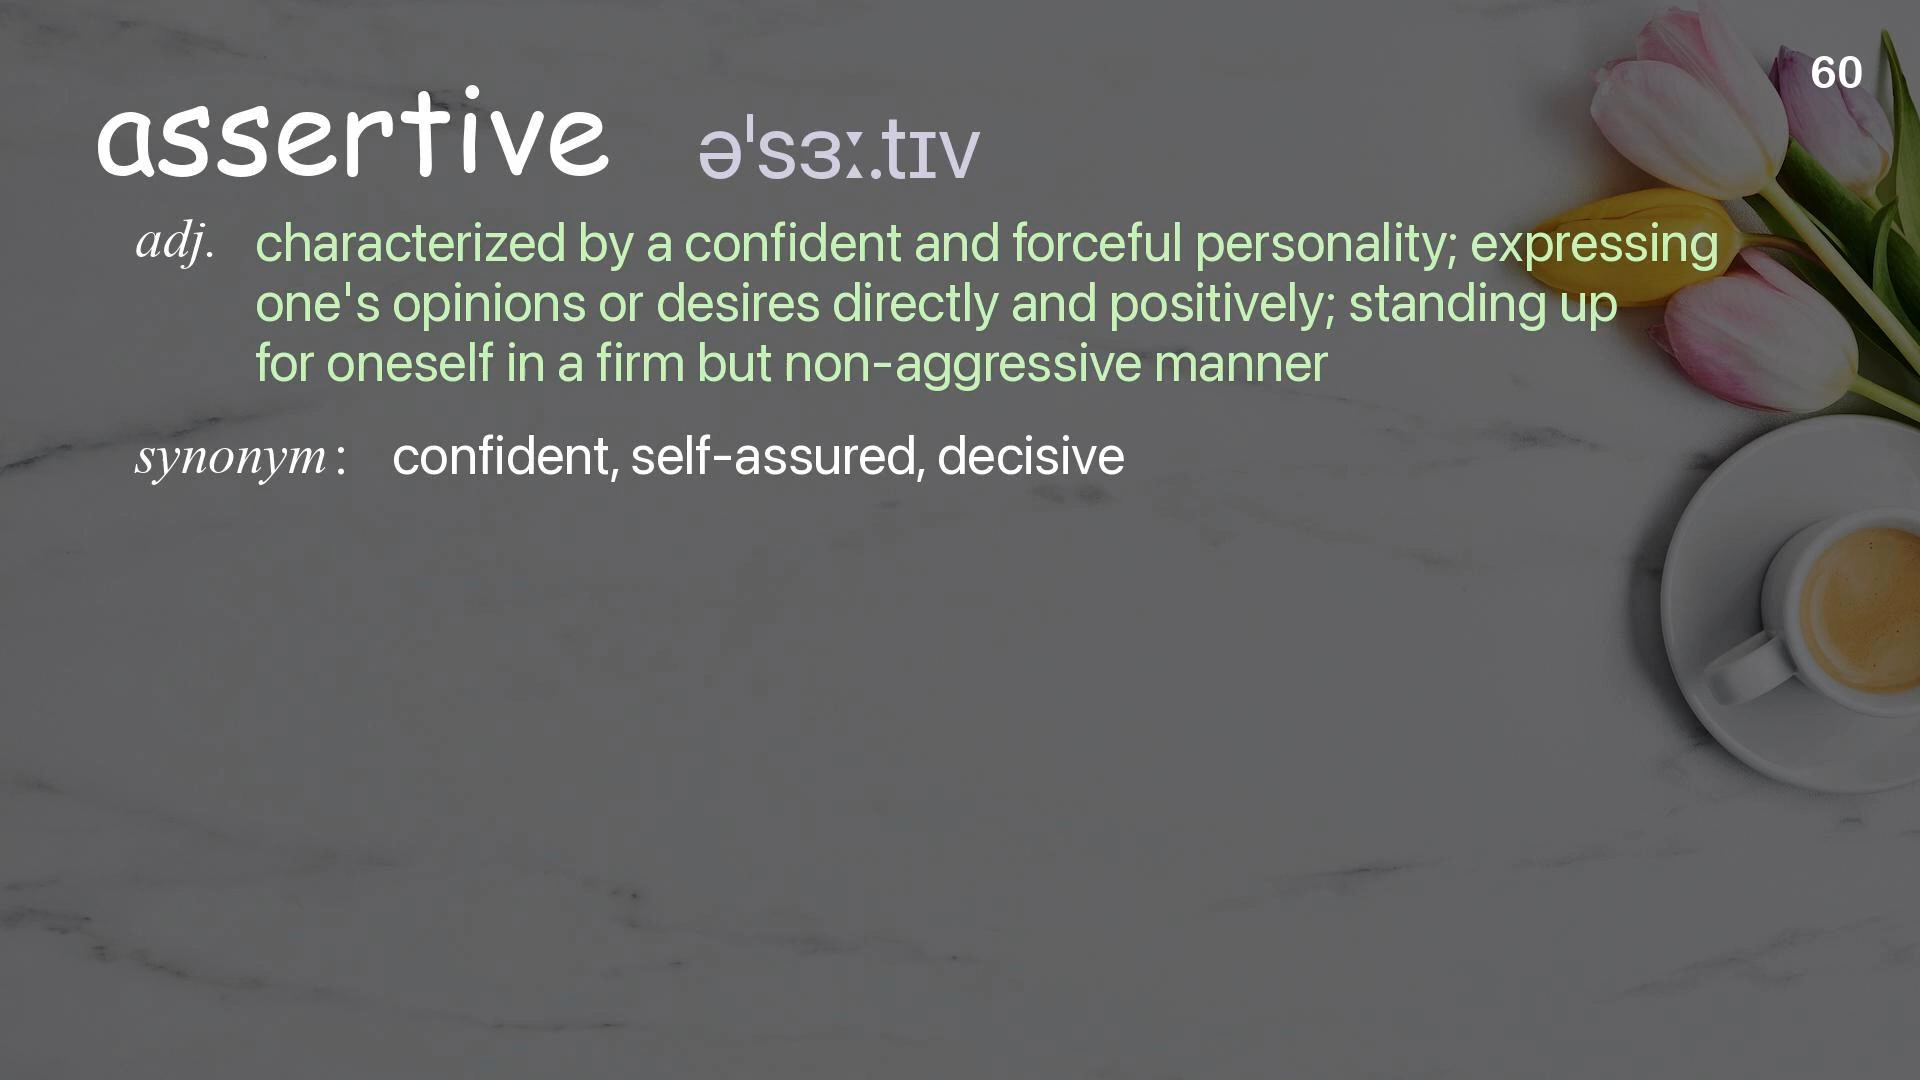 60
assertive əˈsɜː.tɪv
adj. characterized by a confident and forceful personality; expressing
one's opinions or desires directly and positively; standing up
for oneself in a firm but non-aggressive manner
synonym: confident, self-assured, decisive